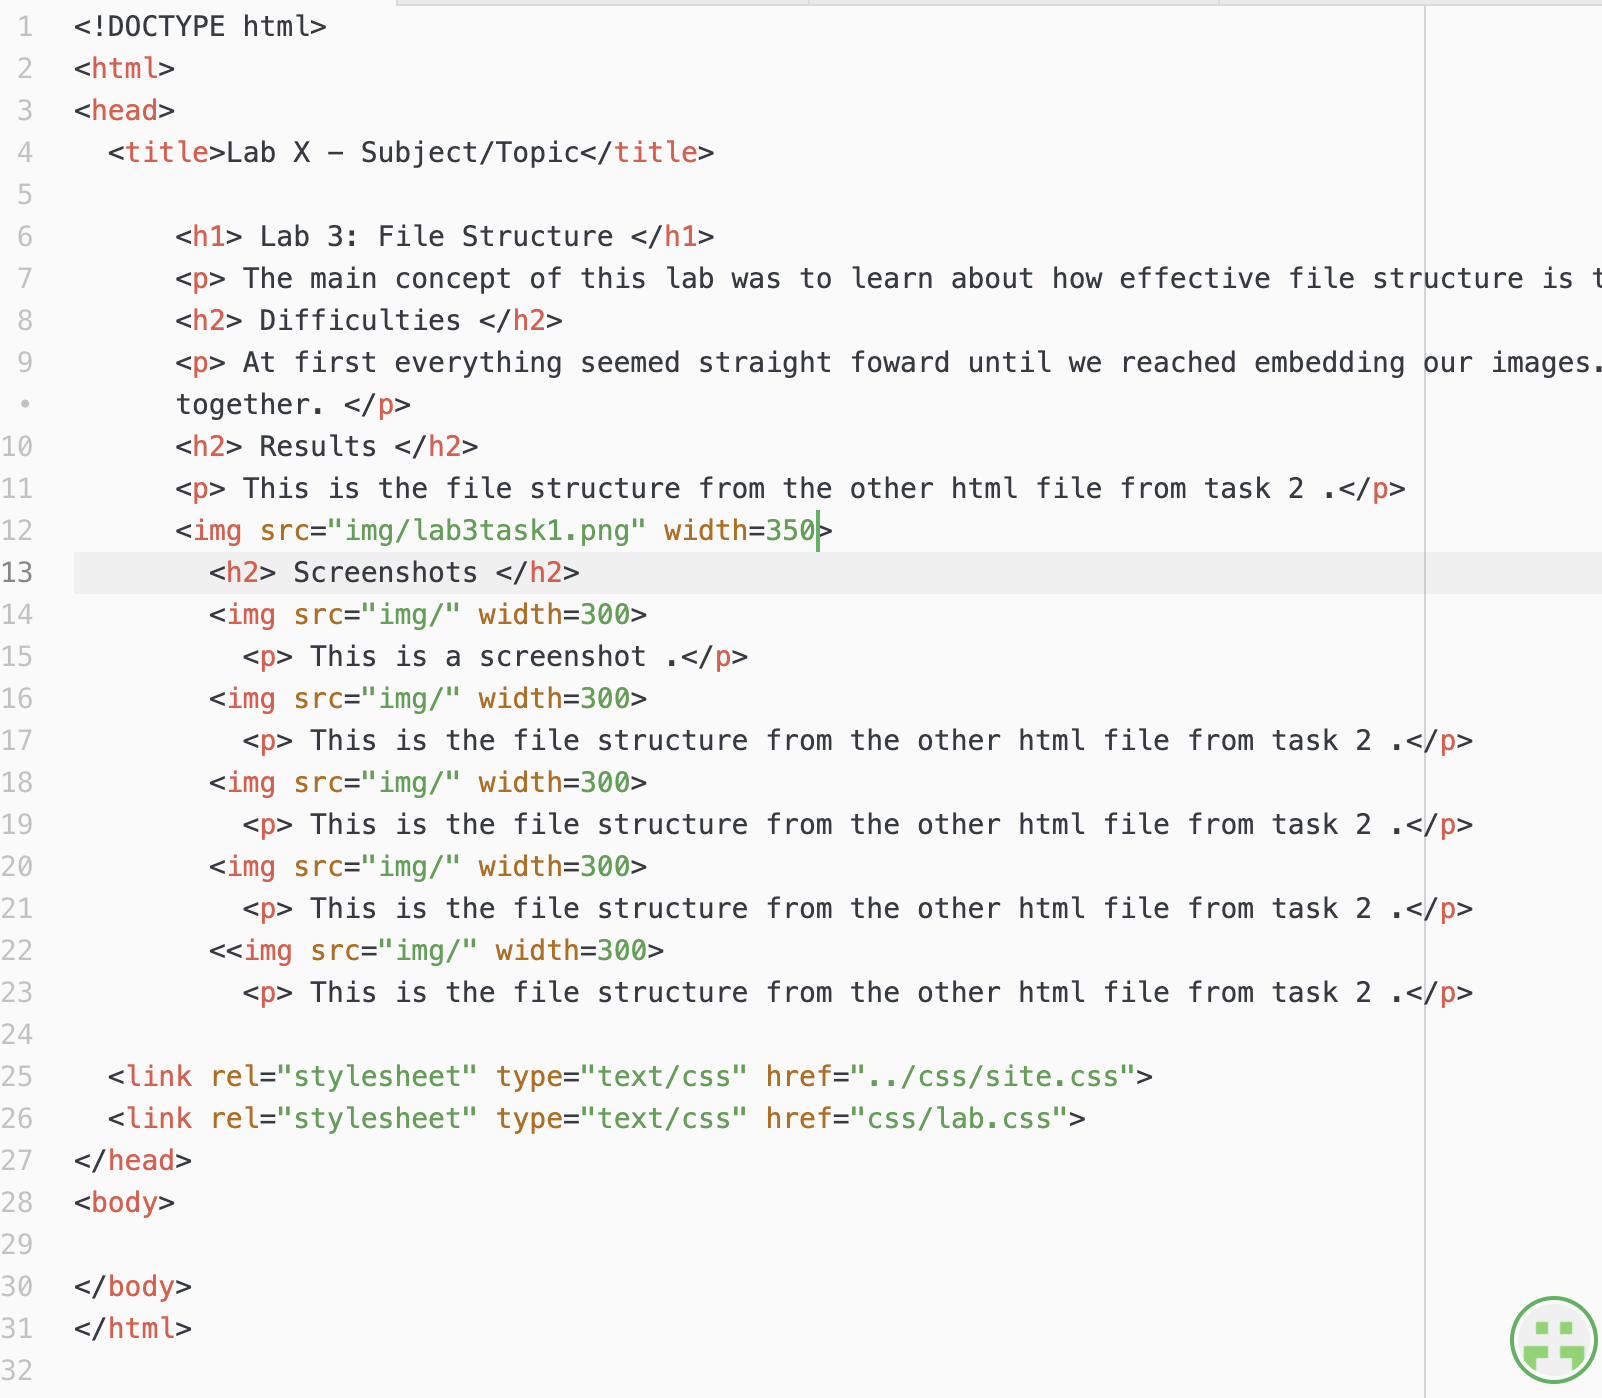 1 <!DOCTYPE html>
2 <html>
3 <head>
4 <title>Lab X – Subject/Topic</title>
5
6 <h1> Lab 3: File Structure </h1>
7 <p> The main concept of this lab was to learn about how effective file structure is
8 <h2> Difficulties </h2>
9 <p> At first everything seemed straight foward until we reached embedding our images.
• together. </p>
10 <h2> Results </h2>
11 <p> This is the file structure from the other html file from task 2 .</p>
12 <img src="img/lab3task1.png" width=350>
13 <h2> Screenshots </h2>
14 <img src="img/" width=300>
15 <p> This is a screenshot .</p>
16 <img src="img/" width=300>
17 <p> This is the file structure from the other html file from task 2 .</p>
18 <img src="img/" width=300>
19 <p> This is the file structure from the other html file from task 2 .</p>
20 <img src="img/" width=300>
21 <p> This is the file structure from the other html file from task 2 .</p>
22 <<img src="img/" width=300>
23 <p> This is the file structure from the other html file from task 2 .</p>
24
25 <link rel="stylesheet" type="text/css" href="../css/site.css">
26 <link rel="stylesheet" type="text/css" href="css/lab.css">
27 </head>
28 <body>
29
30 </body>
31 </html>
32